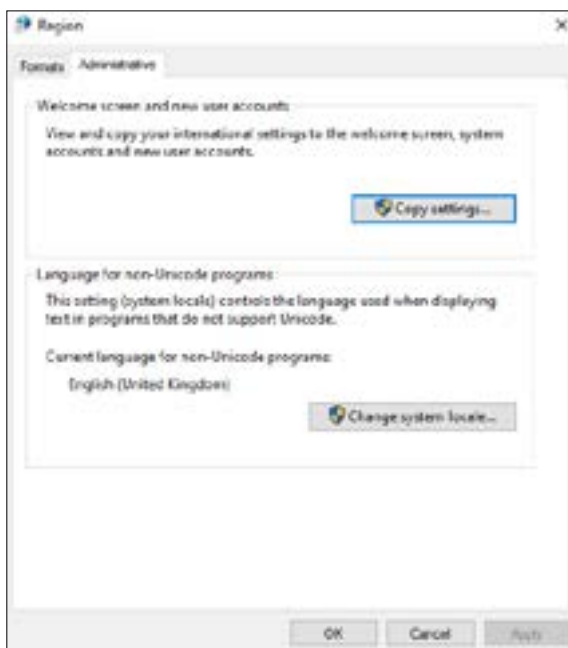 Region
Formats Administrative
Welcome screen and new user accounts
View and copy your international settings to the welcome screen, system
accounts and new user accounts.
Copy settings...
Language for non-Unicode programs
This setting (system locale) controls the language used when displaying
text in programs that do not support Unicode.
Current language for non-Unicode programs:
English (United Kingdom)
Change system locale...
OK Cancel Apply